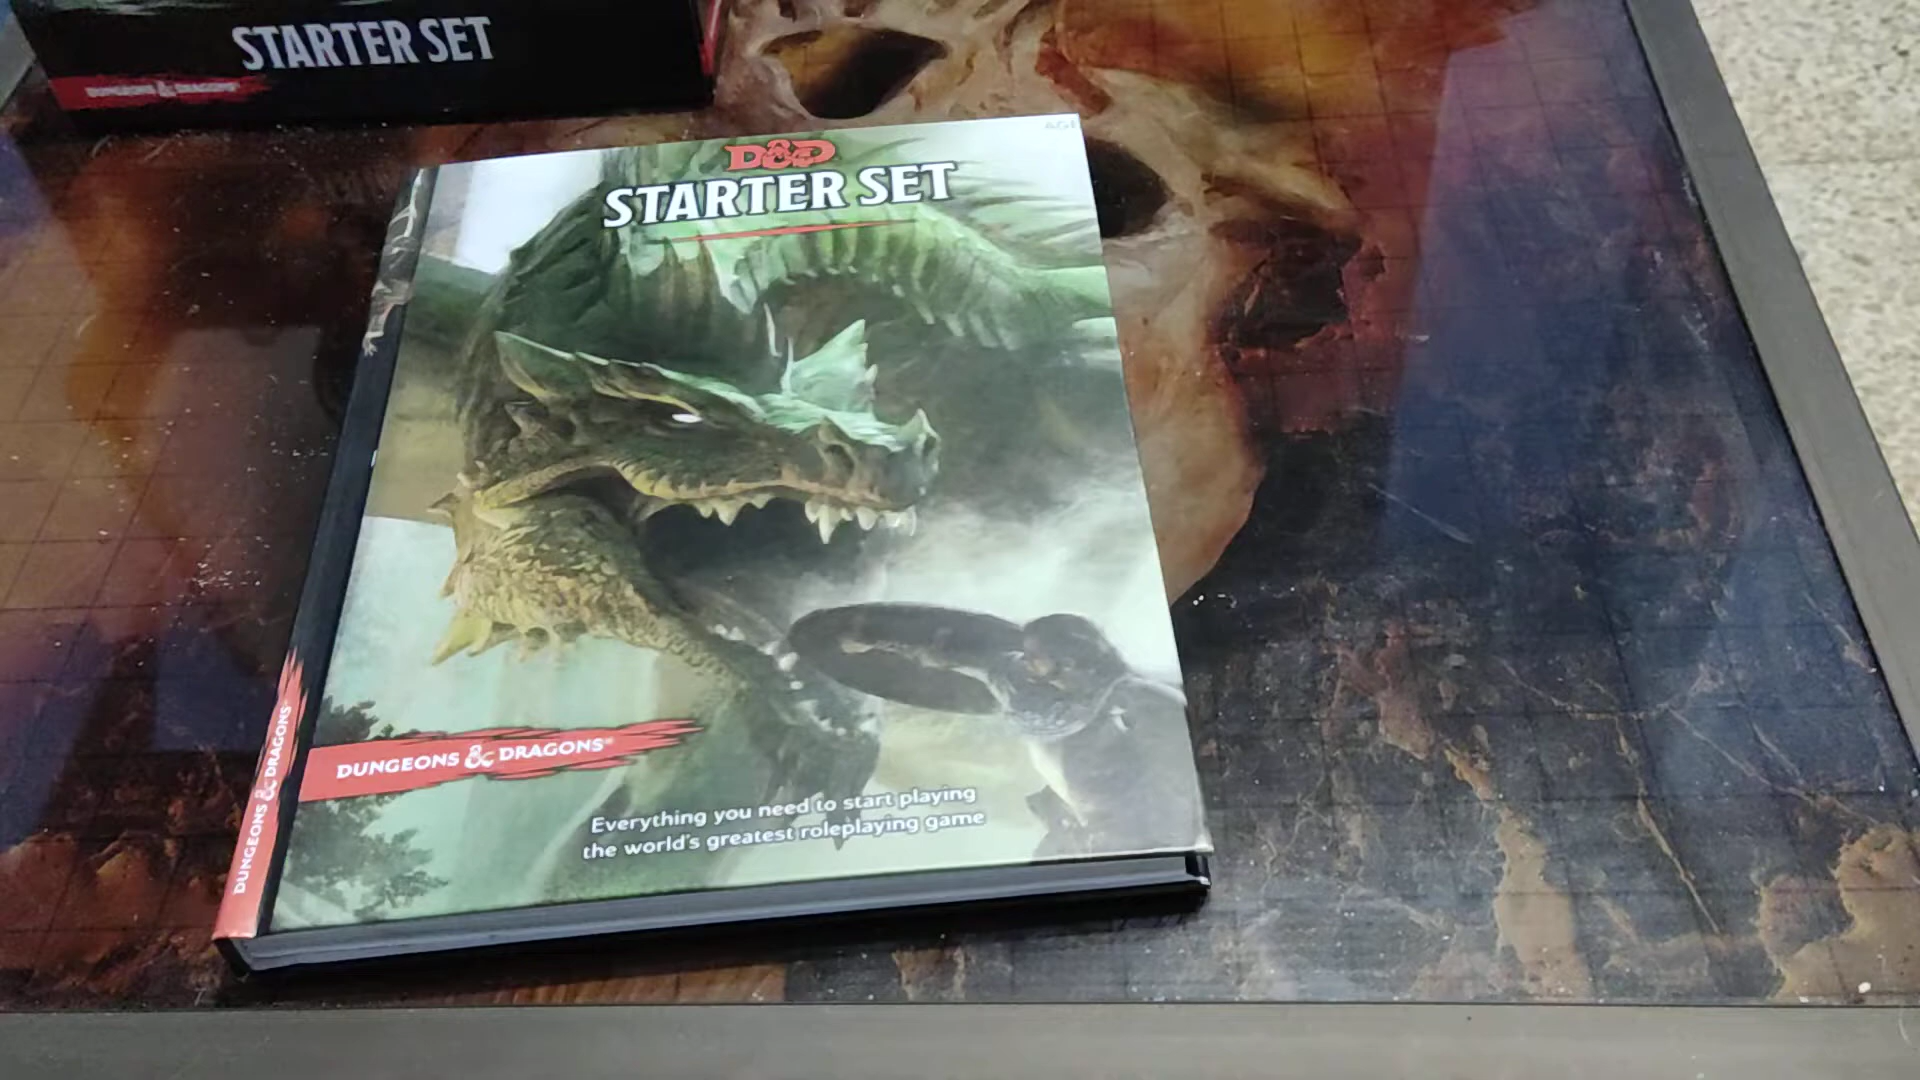 STARTER SET
DUNGEONS & DRAGONS®
D&D
STARTER SET
DUNGEONS & DRAGONS®
DUNGEONS & DRAGONS®
Everything you need to start playing
the world's greatest roleplaying game